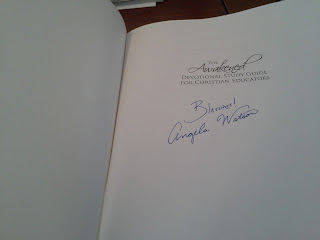 The
Awakened
Devotional Study Guide
for Christian Educators
Blessings!
Angela Watson